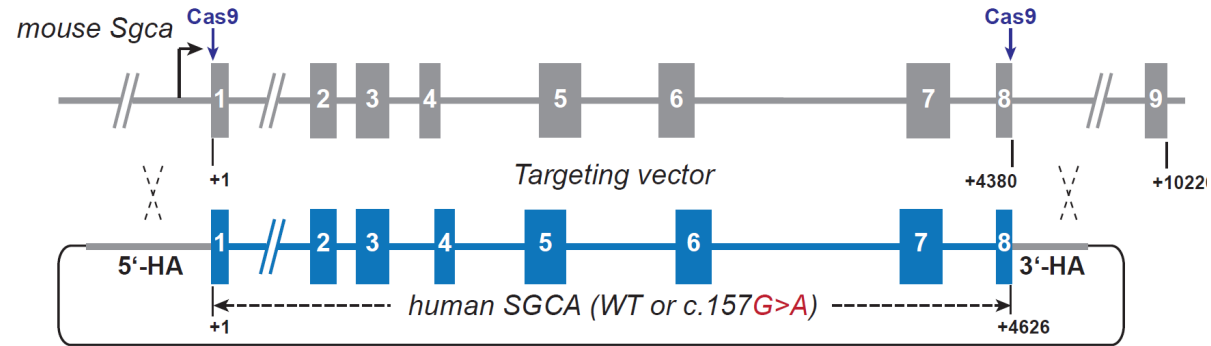 Cas9 Cas9
mouse Sgca
1 2 3 4 5 6 7 8 9
+1 Targeting vector +4380 +10220
1 2 3 4 5 6 7 8
5‘-HA 3‘-HA
human SGCA (WT or c.157G>A)
+1 +4626